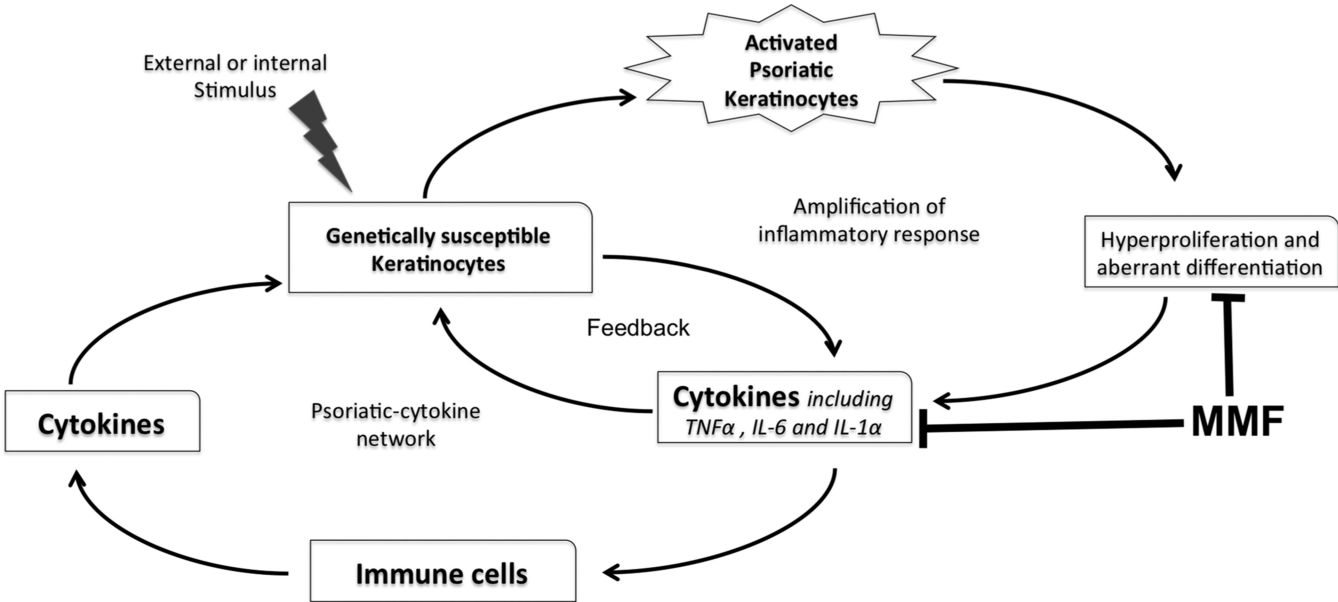 External or internal
Stimulus
Activated
Psoriatic
Keratinocytes
Genetically susceptible
Keratinocytes
Amplification of
inflammatory response
Hyperproliferation and
aberrant differentiation
Feedback
Cytokines
Psoriatic-cytokine
network
Cytokines including
TNFα , IL-6 and IL-1α
MMF
Immune cells